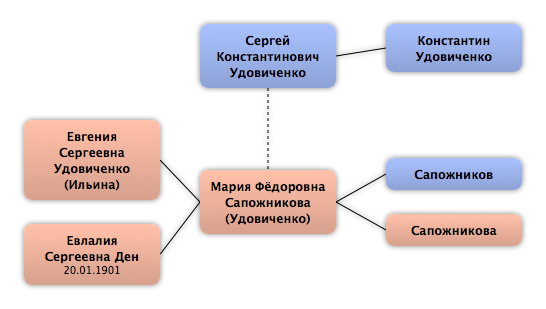 Сергей
Константинович
Удовиченко
Константин
Удовиченко
Евгения
Сергеевна
Удовиченко
(Ильина)
Мария Фёдоровна
Сапожникова
(Удовиченко)
Сапожников
Сапожникова
Евлалия
Сергеевна Ден
20.01.1901